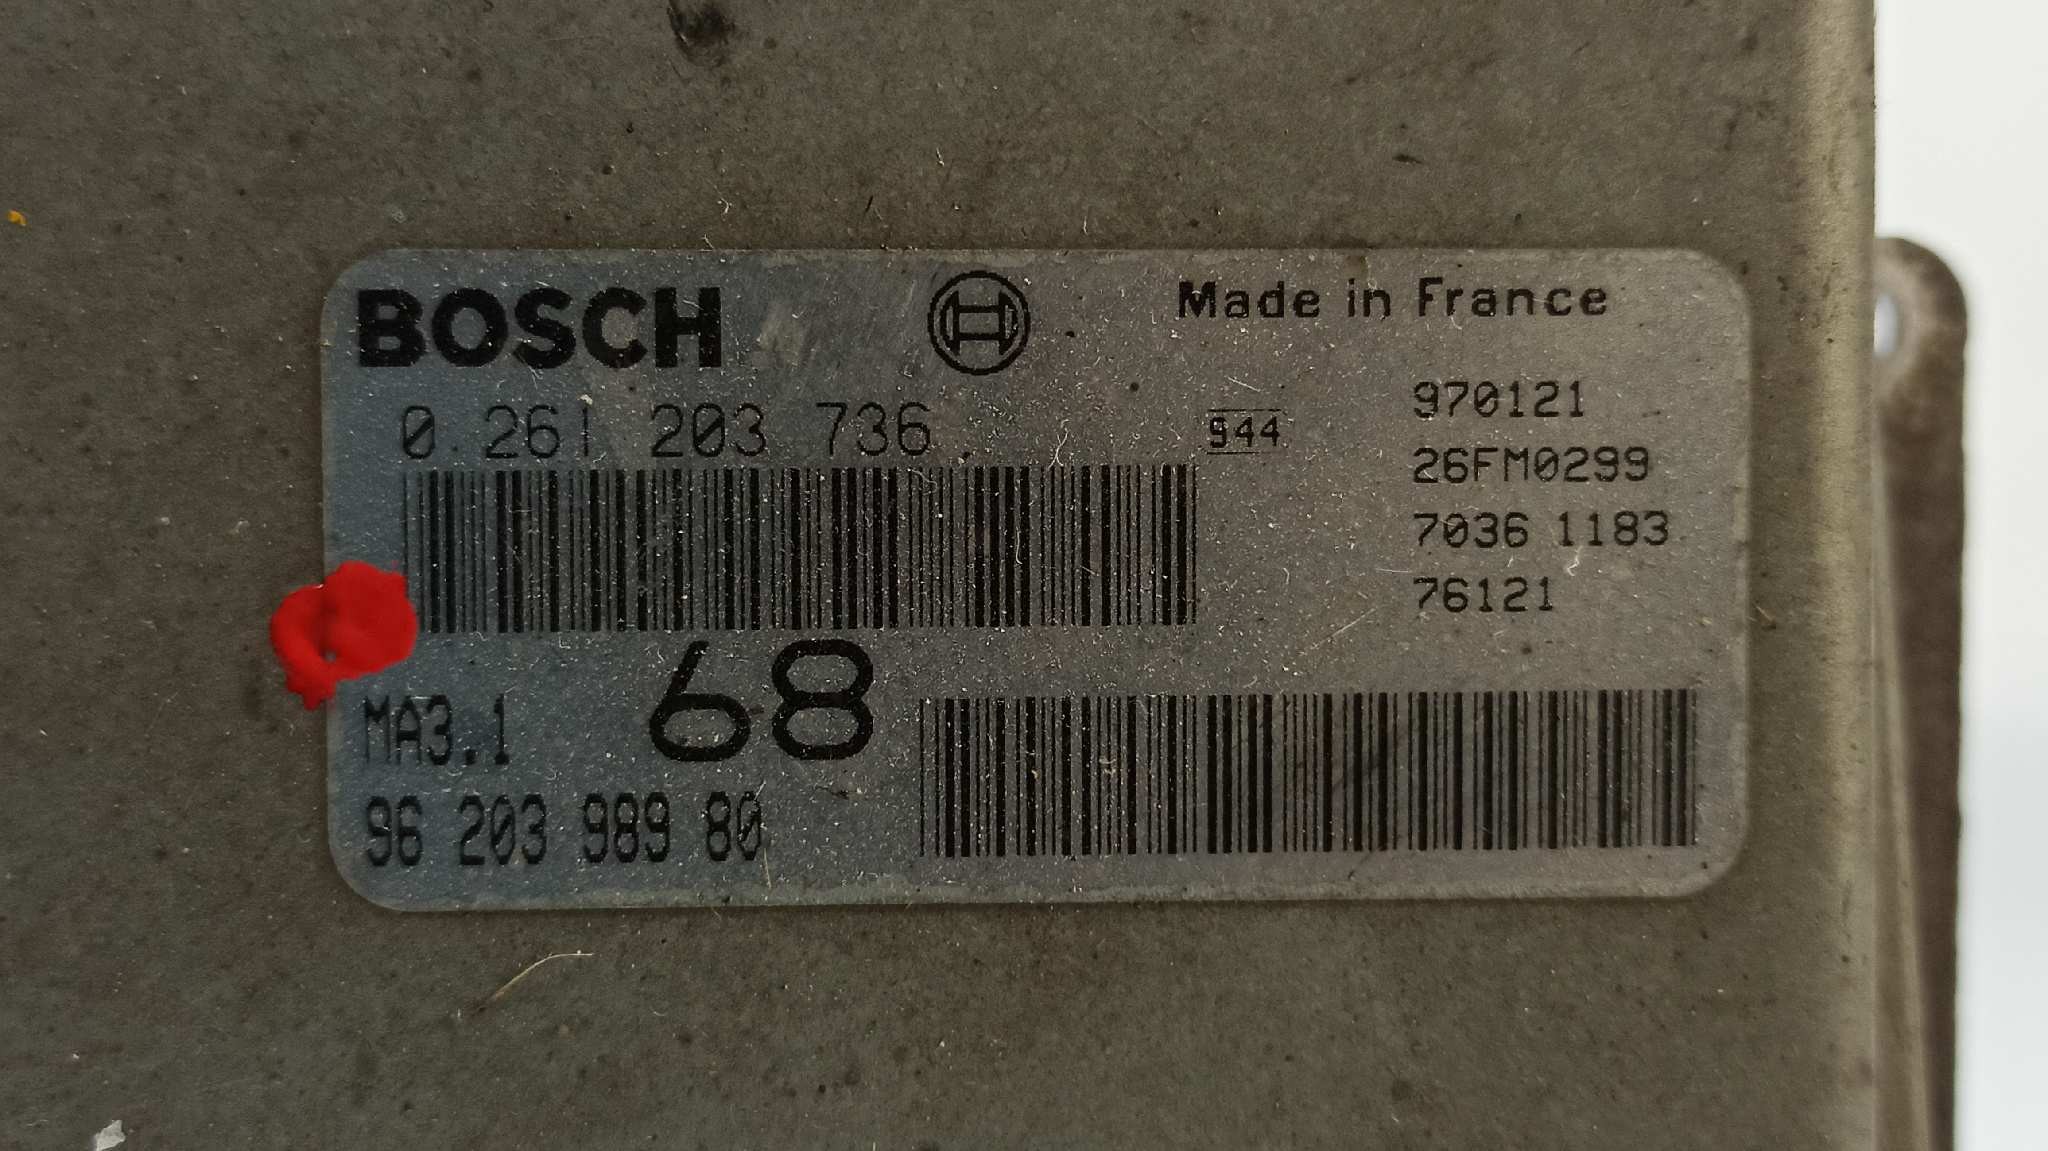 BOSCH
Made in France
0 261 203 736
944
970121
26FM0299
7036 1183
76121
MA3.1
68
96 203 989 80